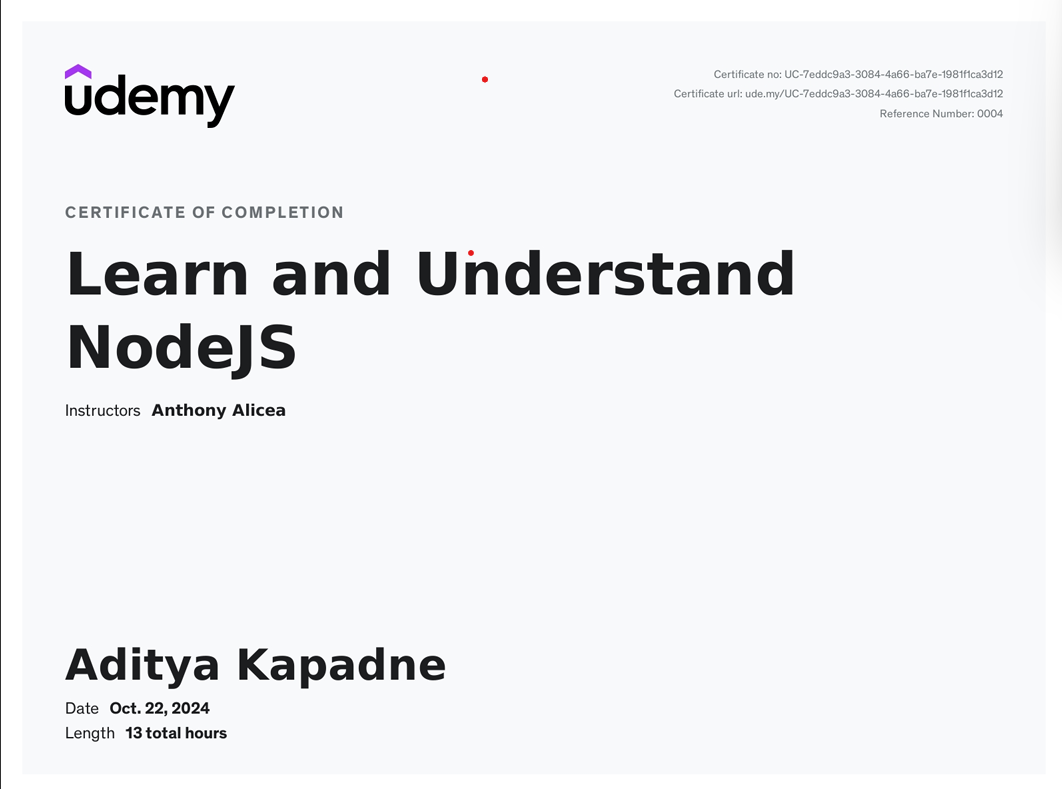 udemy
Certificate no: UC-7eddc9a3-3084-4a66-ba7e-1981f1ca3d12
Certificate url: ude.my/UC-7eddc9a3-3084-4a66-ba7e-1981f1ca3d12
Reference Number: 0004
CERTIFICATE OF COMPLETION
Learn and Understand
NodeJS
Instructors Anthony Alicea
Aditya Kapadne
Date Oct. 22, 2024
Length 13 total hours